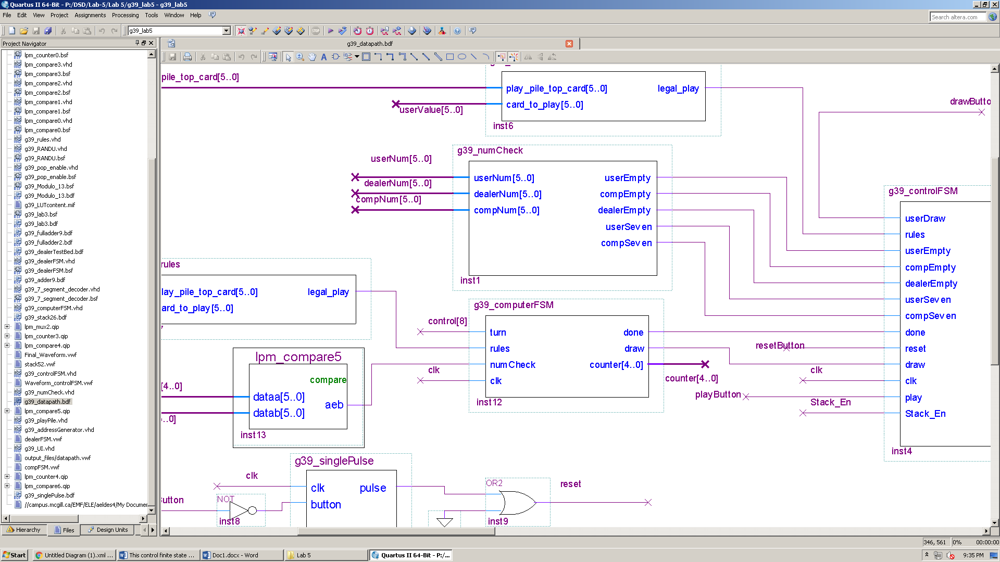 Quartus II 64-Bit - P:/DSD/Lab-5/Lab 5/g39_lab5 - g39_lab5
File Edit View Project Assignments Processing Tools Window Help
Search altera.com
g39_lab5
Project Navigator
g39_datapath.bdf
lpm_counter0.bsf
lpm_compare3.vhd
lpm_compare3.bsf
lpm_compare2.vhd
lpm_compare2.bsf
lpm_compare1.vhd
lpm_compare1.bsf
lpm_compare0.vhd
lpm_compare0.bsf
g39_rules.vhd
g39_RANDU.vhd
g39_RANDU.bsf
g39_pop_enable.vhd
g39_pop_enable.bsf
g39_Modulo_13.bsf
g39_Modulo_13.bdf
g39_LUTcontent.mif
g39_lab3.bsf
g39_lab3.bdf
g39_fulladder9.bdf
g39_fulladder2.bdf
g39_dealerTestBed.bdf
g39_dealerFSM.vhd
g39_dealerFSM.bsf
g39_adder9.bdf
g39_7_segment_decoder.vhd
g39_7_segment_decoder.bsf
g39_computerFSM.vhd
g39_stack26.bdf
lpm_mux2.qip
lpm_counter3.qip
lpm_compare4.qip
Final_Waveform.vwf
stack52.vwf
g39_controlFSM.vhd
Waveform_controlFSM.vwf
g39_numCheck.vhd
g39_datapath.bdf
lpm_compare5.qip
g39_playPile.vhd
g39_addressGenerator.vhd
dealerFSM.vwf
g39_UI.vhd
output_files/datapath.vwf
compFSM.vwf
lpm_counter4.qip
lpm_compare6.qip
g39_singlePulse.bdf
//campus.mcgill.ca/EMF/ELE/aeldes4/My Documer
Hierarchy Files Design Units
pile_top_card[5..0]
play_pile_top_card[5..0] legal_play
userValue[5..0] card_to_play[5..0]
inst6
drawButto
g39_numCheck
userNum[5..0]
userNum[5..0] userEmpty
dealerNum[5..0]
dealerNum[5..0] compEmpty
compNum[5..0]
compNum[5..0] dealerEmpty
userSeven
compSeven
inst1
g39_controlFSM
userDraw
rules
userEmpty
compEmpty
dealerEmpty
userSeven
compSeven
done
resetButton reset
draw
clk
clk
playButton play
Stack_En
Stack_En
inst4
rules
lay_pile_top_card[5..0] legal_play
ard_to_play[5..0]
g39_computerFSM
control[8]
turn done
rules draw
numCheck counter[4..0]
clk
clk
counter[4..0]
inst12
lpm_compare5
compare
[4..0]
dataa[5..0] aeb
datab[5..0]
..0]
inst13
g39_singlePulse
clk
clk pulse
button
utton
NOT
inst8
OR2
reset
inst9
346, 561 0% 00:00:00
Start Untitled Diagram (1).xml ... This control finite state ... Doc1.docx - Word Lab 5 Quartus II 64-Bit - P:/... 9:35 PM